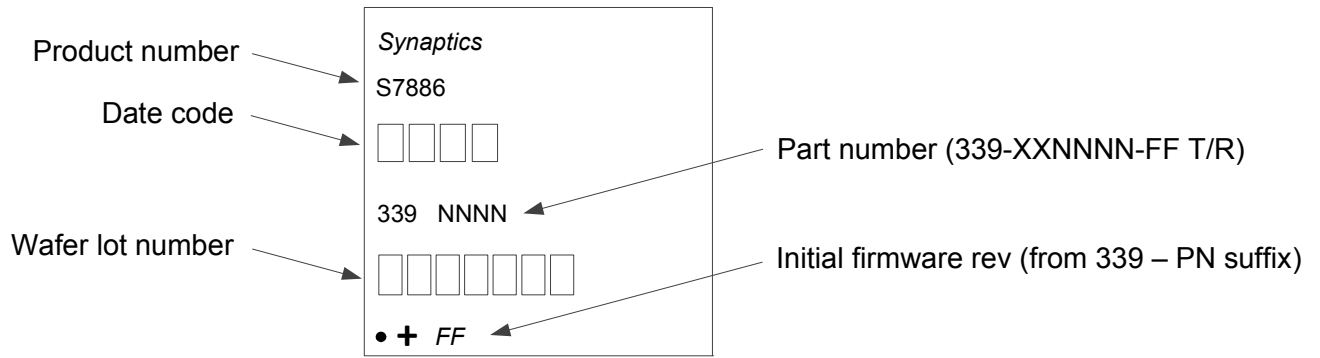 Product number
Date code
Wafer lot number
Synaptics
S7886
339 NNNN
• + FF
Part number (339-XXNNNN-FF T/R)
Initial firmware rev (from 339 – PN suffix)